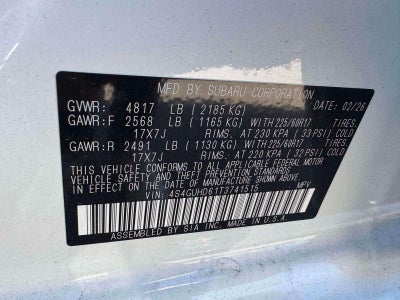 MFD BY SUBARU CORPORATION DATE: 02/26
GVWR: 4817 LB (2185 KG)
GAWR:F 2568 LB (1165 KG) WITH 225/60R17 TIRES.
17X7J RIMS. AT 230 KPA (33 PSI) COLD
GAWR:R 2491 LB (1130 KG) WITH 225/60R17 TIRES.
17X7J RIMS. AT 220 KPA (32 PSI) COLD
THIS VEHICLE CONFORMS TO ALL APPLICABLE FEDERAL MOTOR
VEHICLE SAFETY STANDARDS IN EFFECT ON THE DATE OF
MANUFACTURE SHOWN ABOVE.
VIN: 4S4GUHD61T3741515 MPV
ASSEMBLED BY SIA INC. MADE IN U.S.A.